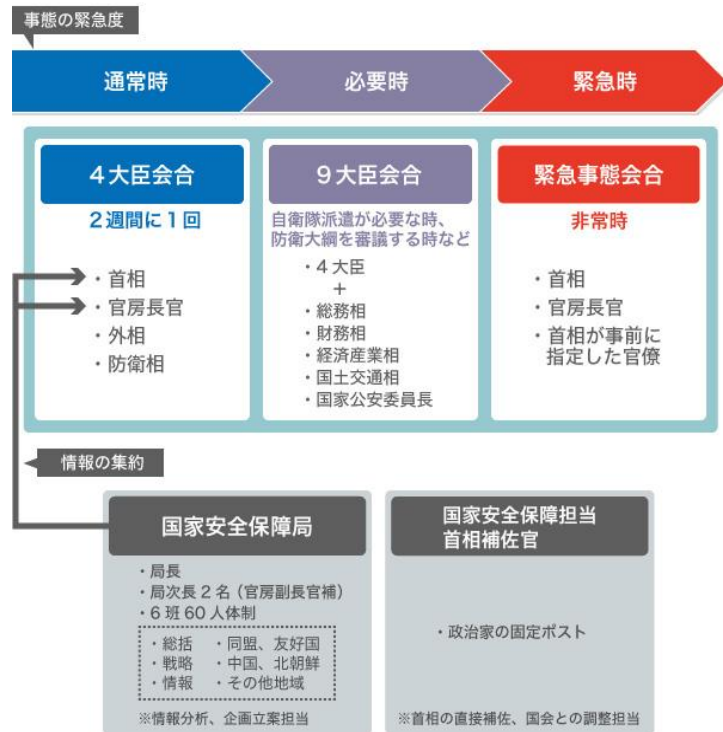 事態の緊急度
通常時
必要時
緊急時
4大臣会合
2週間に1回
・首相
・官房長官
・外相
・防衛相
9大臣会合
自衛隊派遣が必要な時、
防衛大綱を審議する時など
・4大臣
+
・総務相
・財務相
・経済産業相
・国土交通相
・国家公安委員長
緊急事態会合
非常時
・首相
・官房長官
・首相が事前に
指定した官僚
情報の集約
国家安全保障局
・局長
・局次長2名(官房副長官補)
・6班60人体制
・総括 ・同盟、友好国
・戦略 ・中国、北朝鮮
・情報 ・その他地域
※情報分析、企画立案担当
国家安全保障担当
首相補佐官
・政治家の固定ポスト
※首相の直接補佐、国会との調整担当